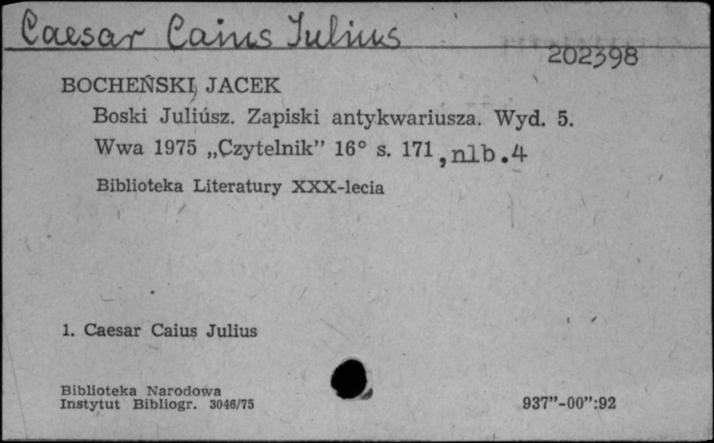 Caesar Caius Julius
202398
BOCHEŃSKI, JACEK
Boski Juliúsz. Zapiski antykwariusza. Wyd. 5.
Wwa 1975 „Czytelnik” 16° s. 171, nlb. 4
Biblioteka Literatury XXX-lecia
1. Caesar Caius Julius
Biblioteka Narodowa
Instytut Bibliogr. 3046/75
937”-00”:92